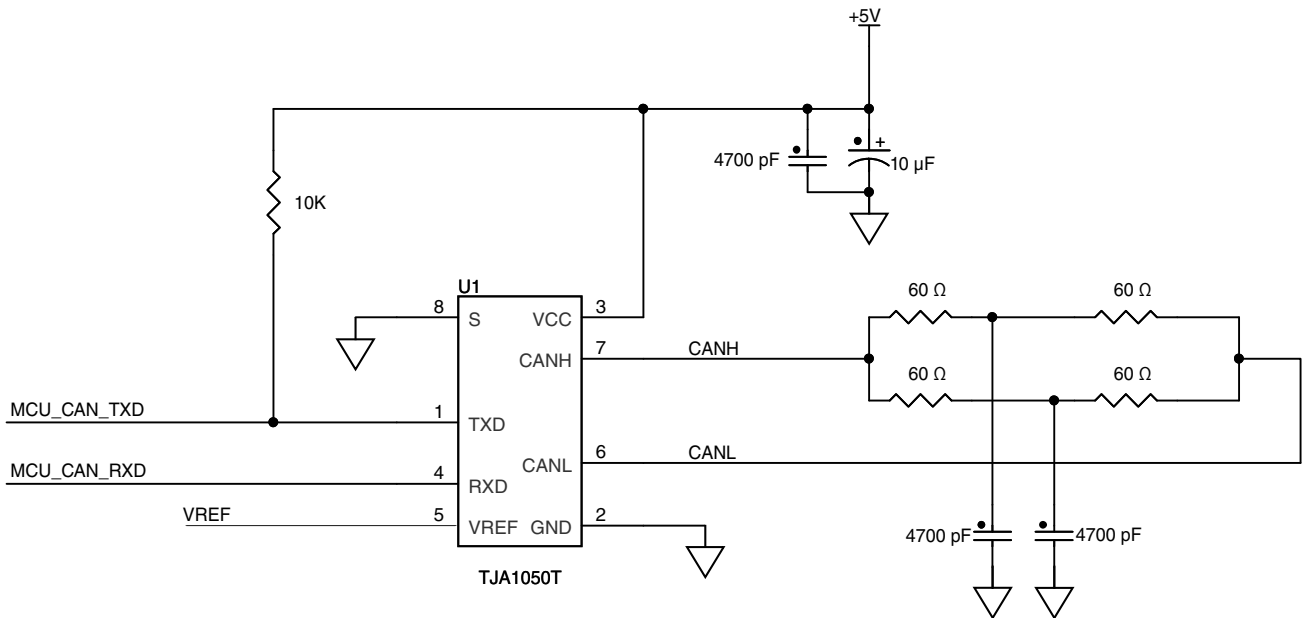 +5V
4700 pF
+
10 µF
10K
U1
8
S
VCC
3
CANH
7
CANH
60 Ω
60 Ω
60 Ω
60 Ω
MCU_CAN_TXD
1
TXD
CANL
6
CANL
MCU_CAN_RXD
4
RXD
VREF
5
VREF
GND
2
4700 pF
4700 pF
TJA1050T